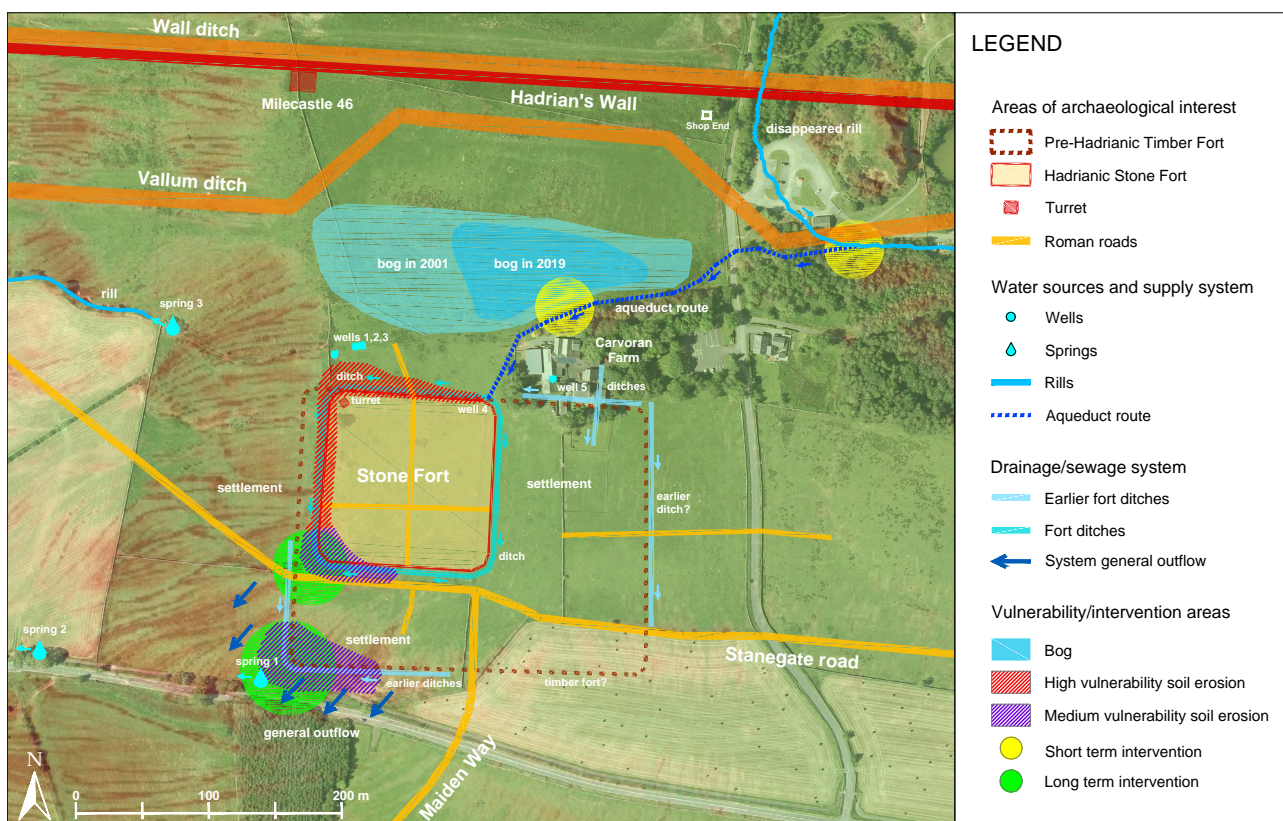 Wall ditch
Milecastle 46
Hadrian's Wall
Shop End
disappeared rill
Vallum ditch
bog in 2001
bog in 2019
rill
spring 3
aqueduct route
wells 1,2,3
Carvoran
Farm
ditch
well 5
ditches
turret
well 4
Stone Fort
settlement
settlement
earlier
ditch?
ditch
spring 2
settlement
Stanegate road
spring 1
earlier ditches
timber fort?
general outflow
Maiden Way
N
0
100
200 m
LEGEND
Areas of archaeological interest
Pre-Hadrianic Timber Fort
Hadrianic Stone Fort
Turret
Roman roads
Water sources and supply system
Wells
Springs
Rills
Aqueduct route
Drainage/sewage system
Earlier fort ditches
Fort ditches
System general outflow
Vulnerability/intervention areas
Bog
High vulnerability soil erosion
Medium vulnerability soil erosion
Short term intervention
Long term intervention